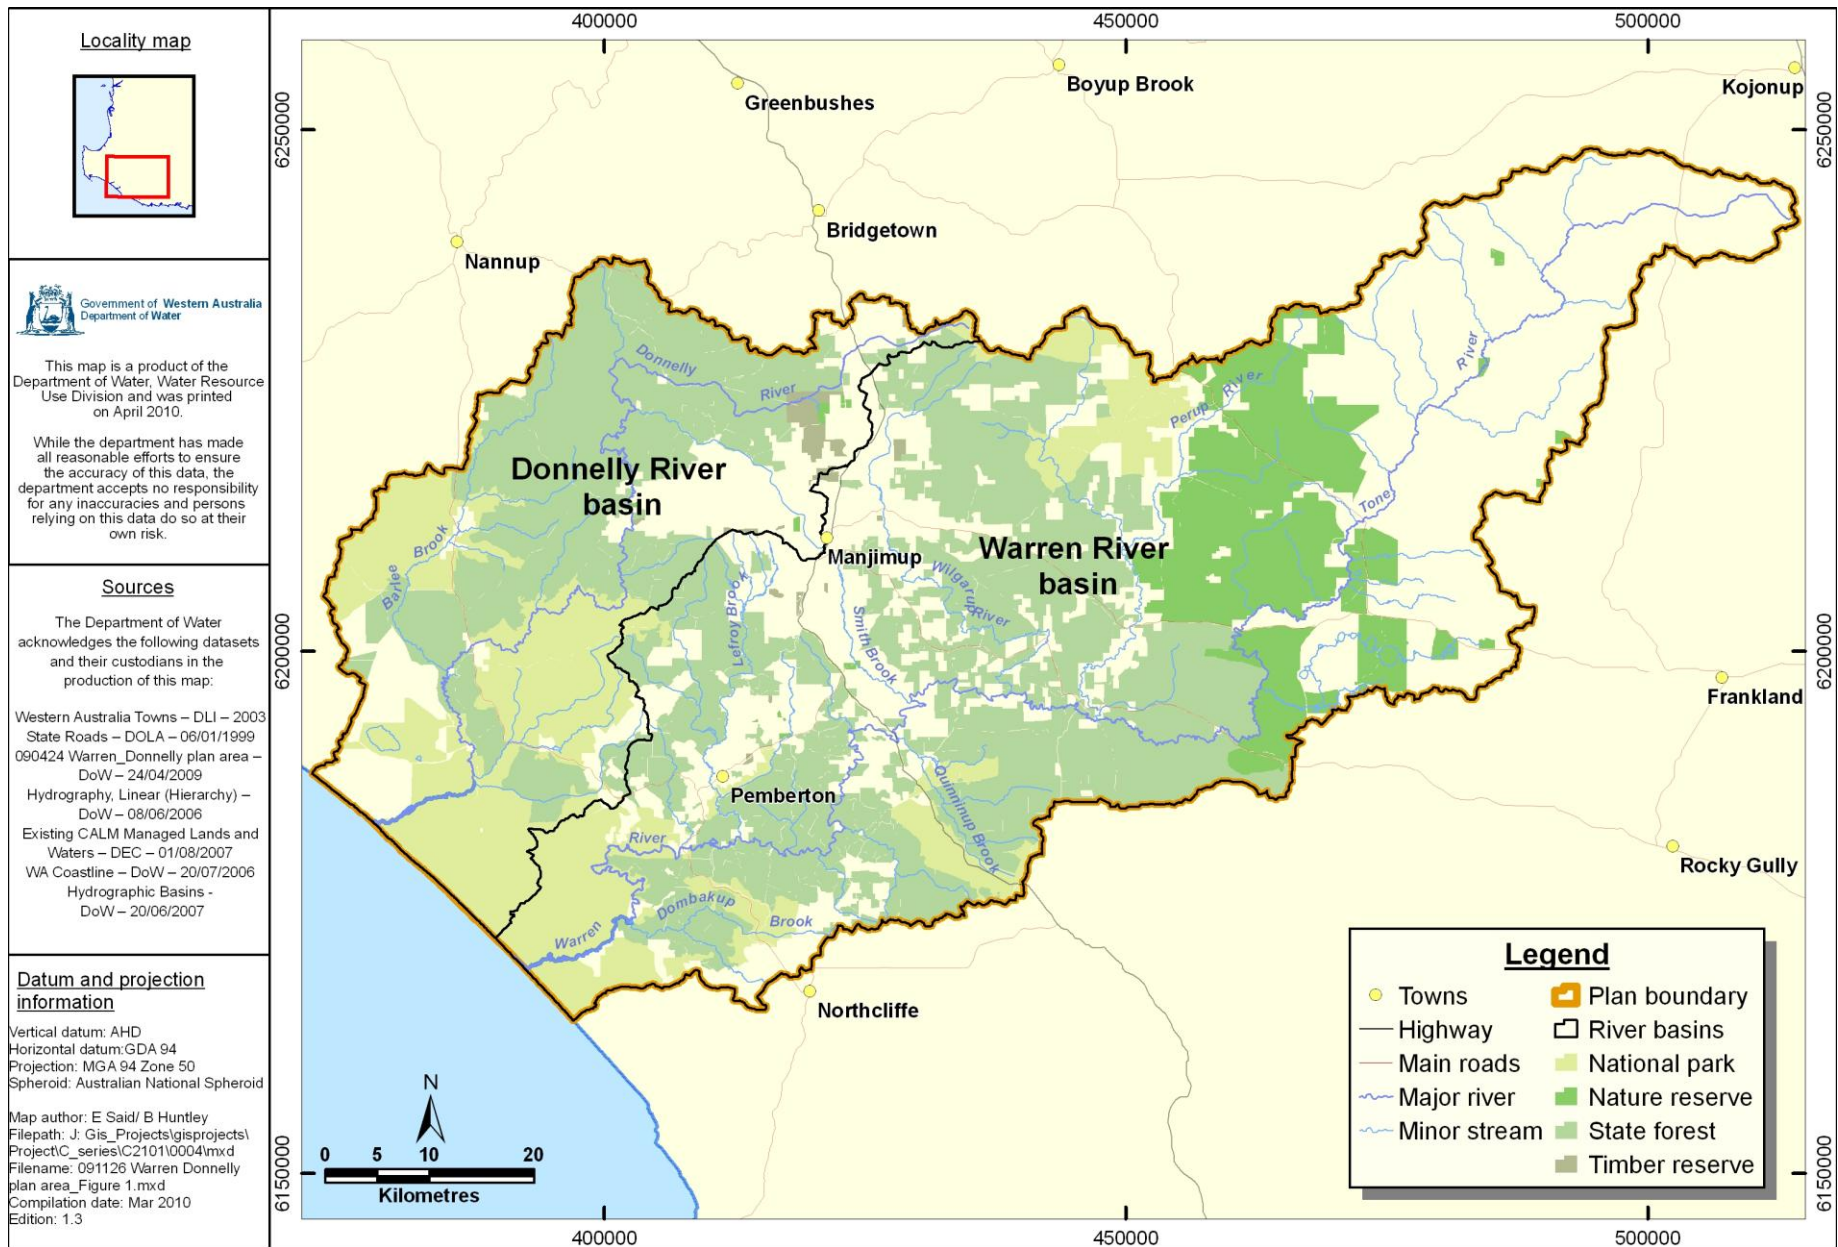 Locality map
Government of Western Australia
Department of Water
This map is a product of the
Department of Water, Water Resource
Use Division and was printed
on April 2010.
While the department has made
all reasonable efforts to ensure
the accuracy of this data, the
department accepts no responsibility
for any inaccuracies and persons
relying on this data do so at their
own risk.
Sources
The Department of Water
acknowledges the following datasets
and their custodians in the
production of this map:
Western Australia Towns – DLI – 2003
State Roads – DOLA – 06/01/1999
090424 Warren_Donnelly plan area –
DoW – 24/04/2009
Hydrography, Linear (Hierarchy) –
DoW – 08/06/2006
Existing CALM Managed Lands and
Waters – DEC – 01/08/2007
WA Coastline – DoW – 20/07/2006
Hydrographic Basins -
DoW – 20/06/2007
Datum and projection
information
Vertical datum: AHD
Horizontal datum:GDA 94
Projection: MGA 94 Zone 50
Spheroid: Australian National Spheroid
Map author: E Said/ B Huntley
Filepath: J: Gis_Projects\gisprojects\
Project\C_series\C2101\0004\mxd
Filename: 091126 Warren Donnelly
plan area_Figure 1.mxd
Compilation date: Mar 2010
Edition: 1.3
400000
450000
500000
6250000
6250000
6200000
6200000
6150000
6150000
Greenbushes
Boyup Brook
Kojonup
Bridgetown
Nannup
Donnelly
River
Perup River
River
Donnelly River
basin
Tone
Brook
Barlee
Manjimup
Warren River
basin
Wilgarup
River
Lefroy Brook
Smith Brook
Frankland
Pemberton
Quinninup Brook
River
Rocky Gully
Dombakup
Brook
Warren
Northcliffe
N
0 5 10 20
Kilometres
Legend
Towns
Highway
Main roads
Major river
Minor stream
Plan boundary
River basins
National park
Nature reserve
State forest
Timber reserve
400000
450000
500000